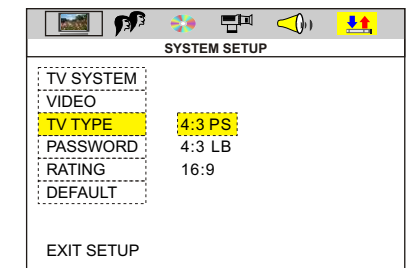 SYSTEM SETUP
TV SYSTEM
VIDEO
TV TYPE 4:3 PS
PASSWORD 4:3 LB
RATING 16:9
DEFAULT
EXIT SETUP